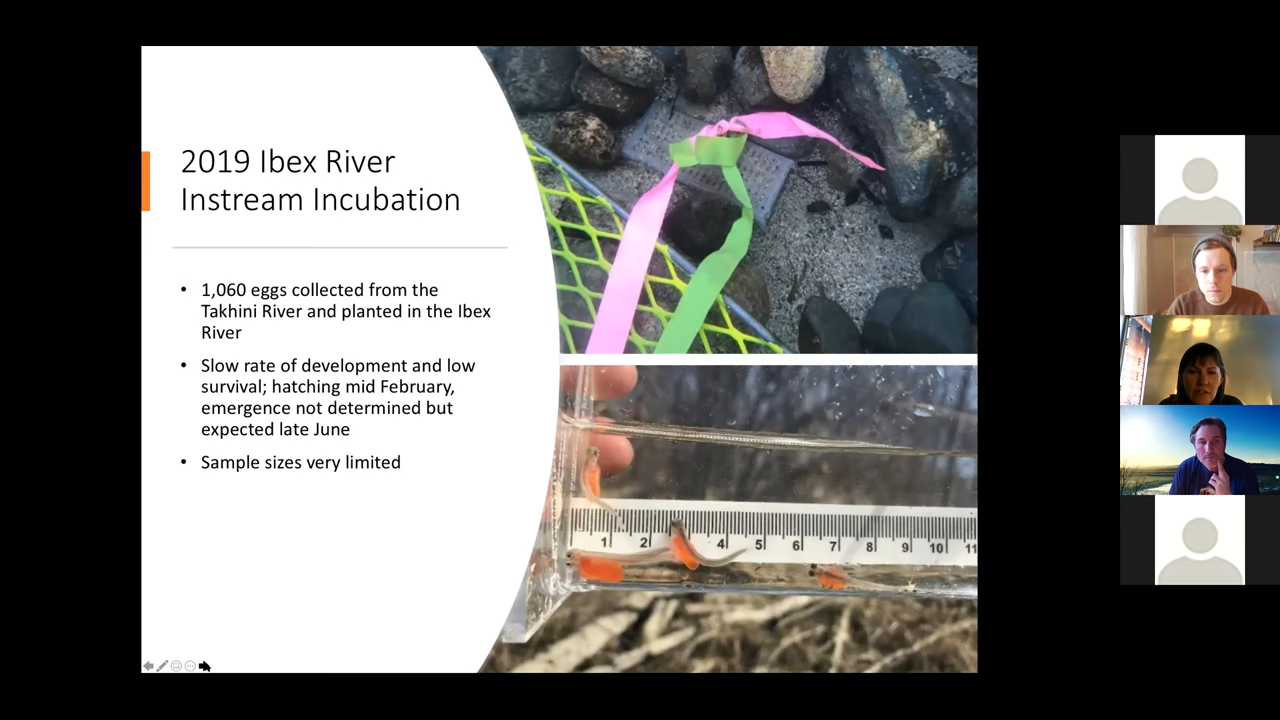 2019 Ibex River
Instream Incubation
• 1,060 eggs collected from the
Takhini River and planted in the Ibex
River
• Slow rate of development and low
survival; hatching mid February,
emergence not determined but
expected late June
• Sample sizes very limited
1 2 4 5 6 7 8 9 10 11